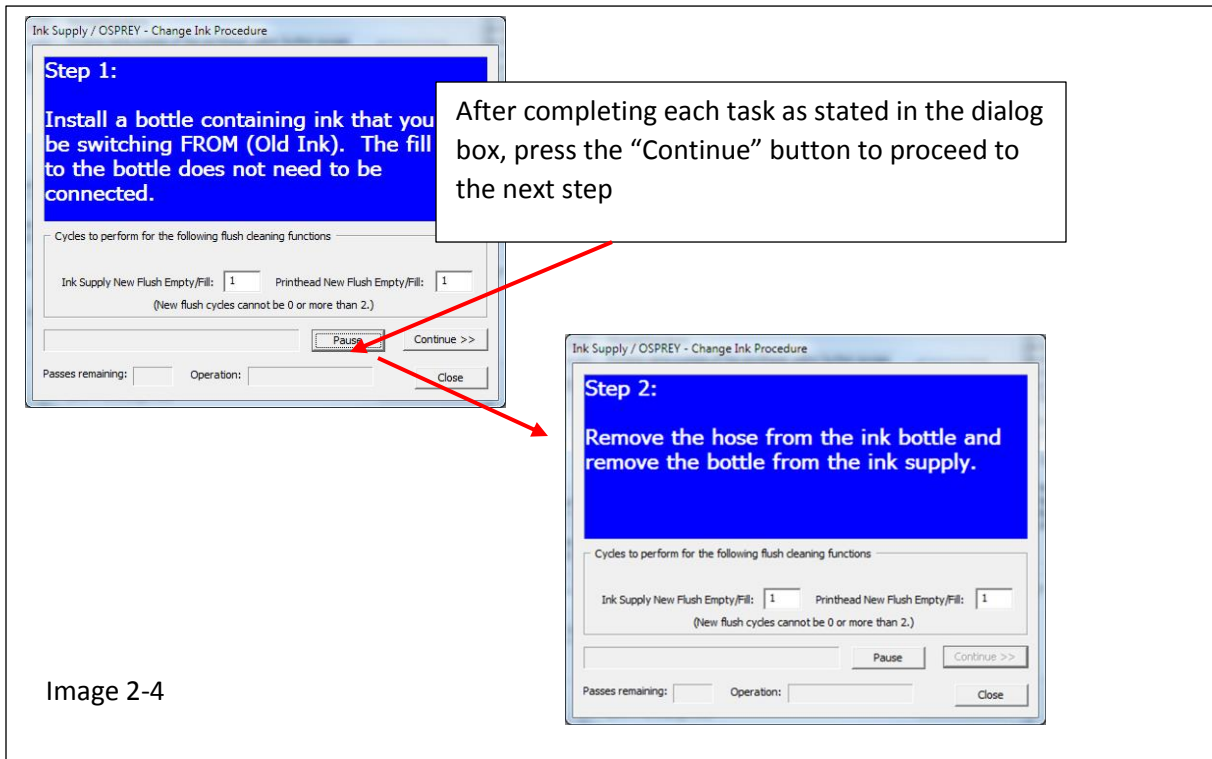 Ink Supply / OSPREY - Change Ink Procedure
Step 1:
Install a bottle containing ink that you
be switching FROM (Old Ink).  The fill
to the bottle does not need to be
connected.
Cycles to perform for the following flush cleaning functions
Ink Supply New Flush Empty/Fill: 1 Printhead New Flush Empty/Fill: 1
(New flush cycles cannot be 0 or more than 2.)
Pause Continue >>
Passes remaining: Operation: Close
After completing each task as stated in the dialog
box, press the “Continue” button to proceed to
the next step
Ink Supply / OSPREY - Change Ink Procedure
Step 2:
Remove the hose from the ink bottle and
remove the bottle from the ink supply.
Cycles to perform for the following flush cleaning functions
Ink Supply New Flush Empty/Fill: 1 Printhead New Flush Empty/Fill: 1
(New flush cycles cannot be 0 or more than 2.)
Pause Continue >>
Passes remaining: Operation: Close
Image 2-4